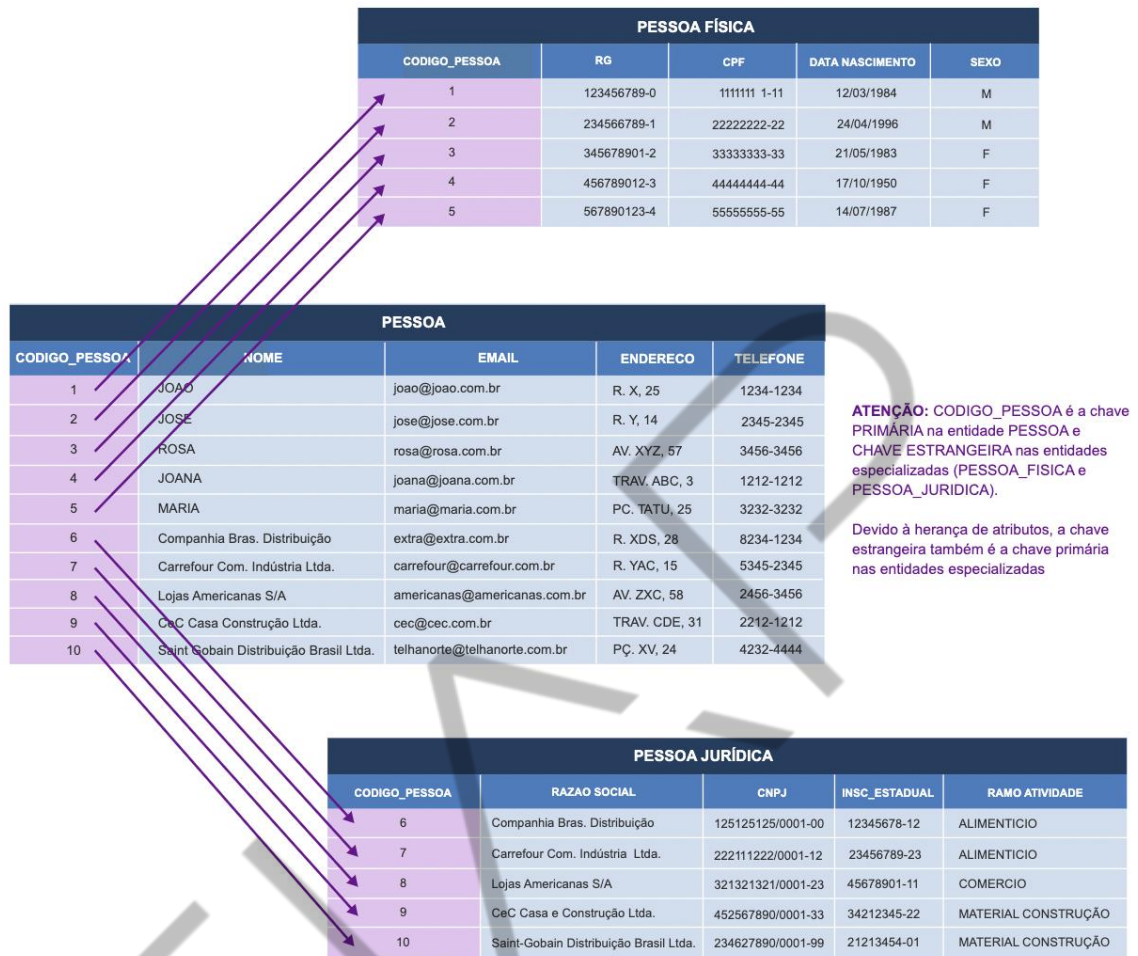 PESSOA FÍSICA
CODIGO_PESSOA RG CPF DATA NASCIMENTO SEXO
1 123456789-0 1111111 1-11 12/03/1984 M
2 234566789-1 22222222-22 24/04/1996 M
3 345678901-2 33333333-33 21/05/1983 F
4 456789012-3 44444444-44 17/10/1950 F
5 567890123-4 55555555-55 14/07/1987 F
PESSOA
CODIGO_PESSOA NOME EMAIL ENDERECO TELEFONE
1 JOAO joao@joao.com.br R. X, 25 1234-1234
2 JOSE jose@jose.com.br R. Y, 14 2345-2345
3 ROSA rosa@rosa.com.br AV. XYZ, 57 3456-3456
4 JOANA joana@joana.com.br TRAV. ABC, 3 1212-1212
5 MARIA maria@maria.com.br PC. TATU, 25 3232-3232
6 Companhia Bras. Distribuição extra@extra.com.br R. XDS, 28 8234-1234
7 Carrefour Com. Indústria Ltda. carrefour@carrefour.com.br R. YAC, 15 5345-2345
8 Lojas Americanas S/A americanas@americanas.com.br AV. ZXC, 58 2456-3456
9 CeC Casa Construção Ltda. cec@cec.com.br TRAV. CDE, 31 2212-1212
10 Saint Gobain Distribuição Brasil Ltda. telhanorte@telhanorte.com.br PÇ. XV, 24 4232-4444
ATENÇÃO: CODIGO_PESSOA é a chave
PRIMÁRIA na entidade PESSOA e
CHAVE ESTRANGEIRA nas entidades
especializadas (PESSOA_FISICA e
PESSOA_JURIDICA).
Devido à herança de atributos, a chave
estrangeira também é a chave primária
nas entidades especializadas
PESSOA JURÍDICA
CODIGO_PESSOA RAZAO SOCIAL CNPJ INSC_ESTADUAL RAMO ATIVIDADE
6 Companhia Bras. Distribuição 125125125/0001-00 12345678-12 ALIMENTICIO
7 Carrefour Com. Indústria Ltda. 222111222/0001-12 23456789-23 ALIMENTICIO
8 Lojas Americanas S/A 321321321/0001-23 45678901-11 COMERCIO
9 CeC Casa e Construção Ltda. 452567890/0001-33 34212345-22 MATERIAL CONSTRUÇÃO
10 Saint-Gobain Distribuição Brasil Ltda. 234627890/0001-99 21213454-01 MATERIAL CONSTRUÇÃO